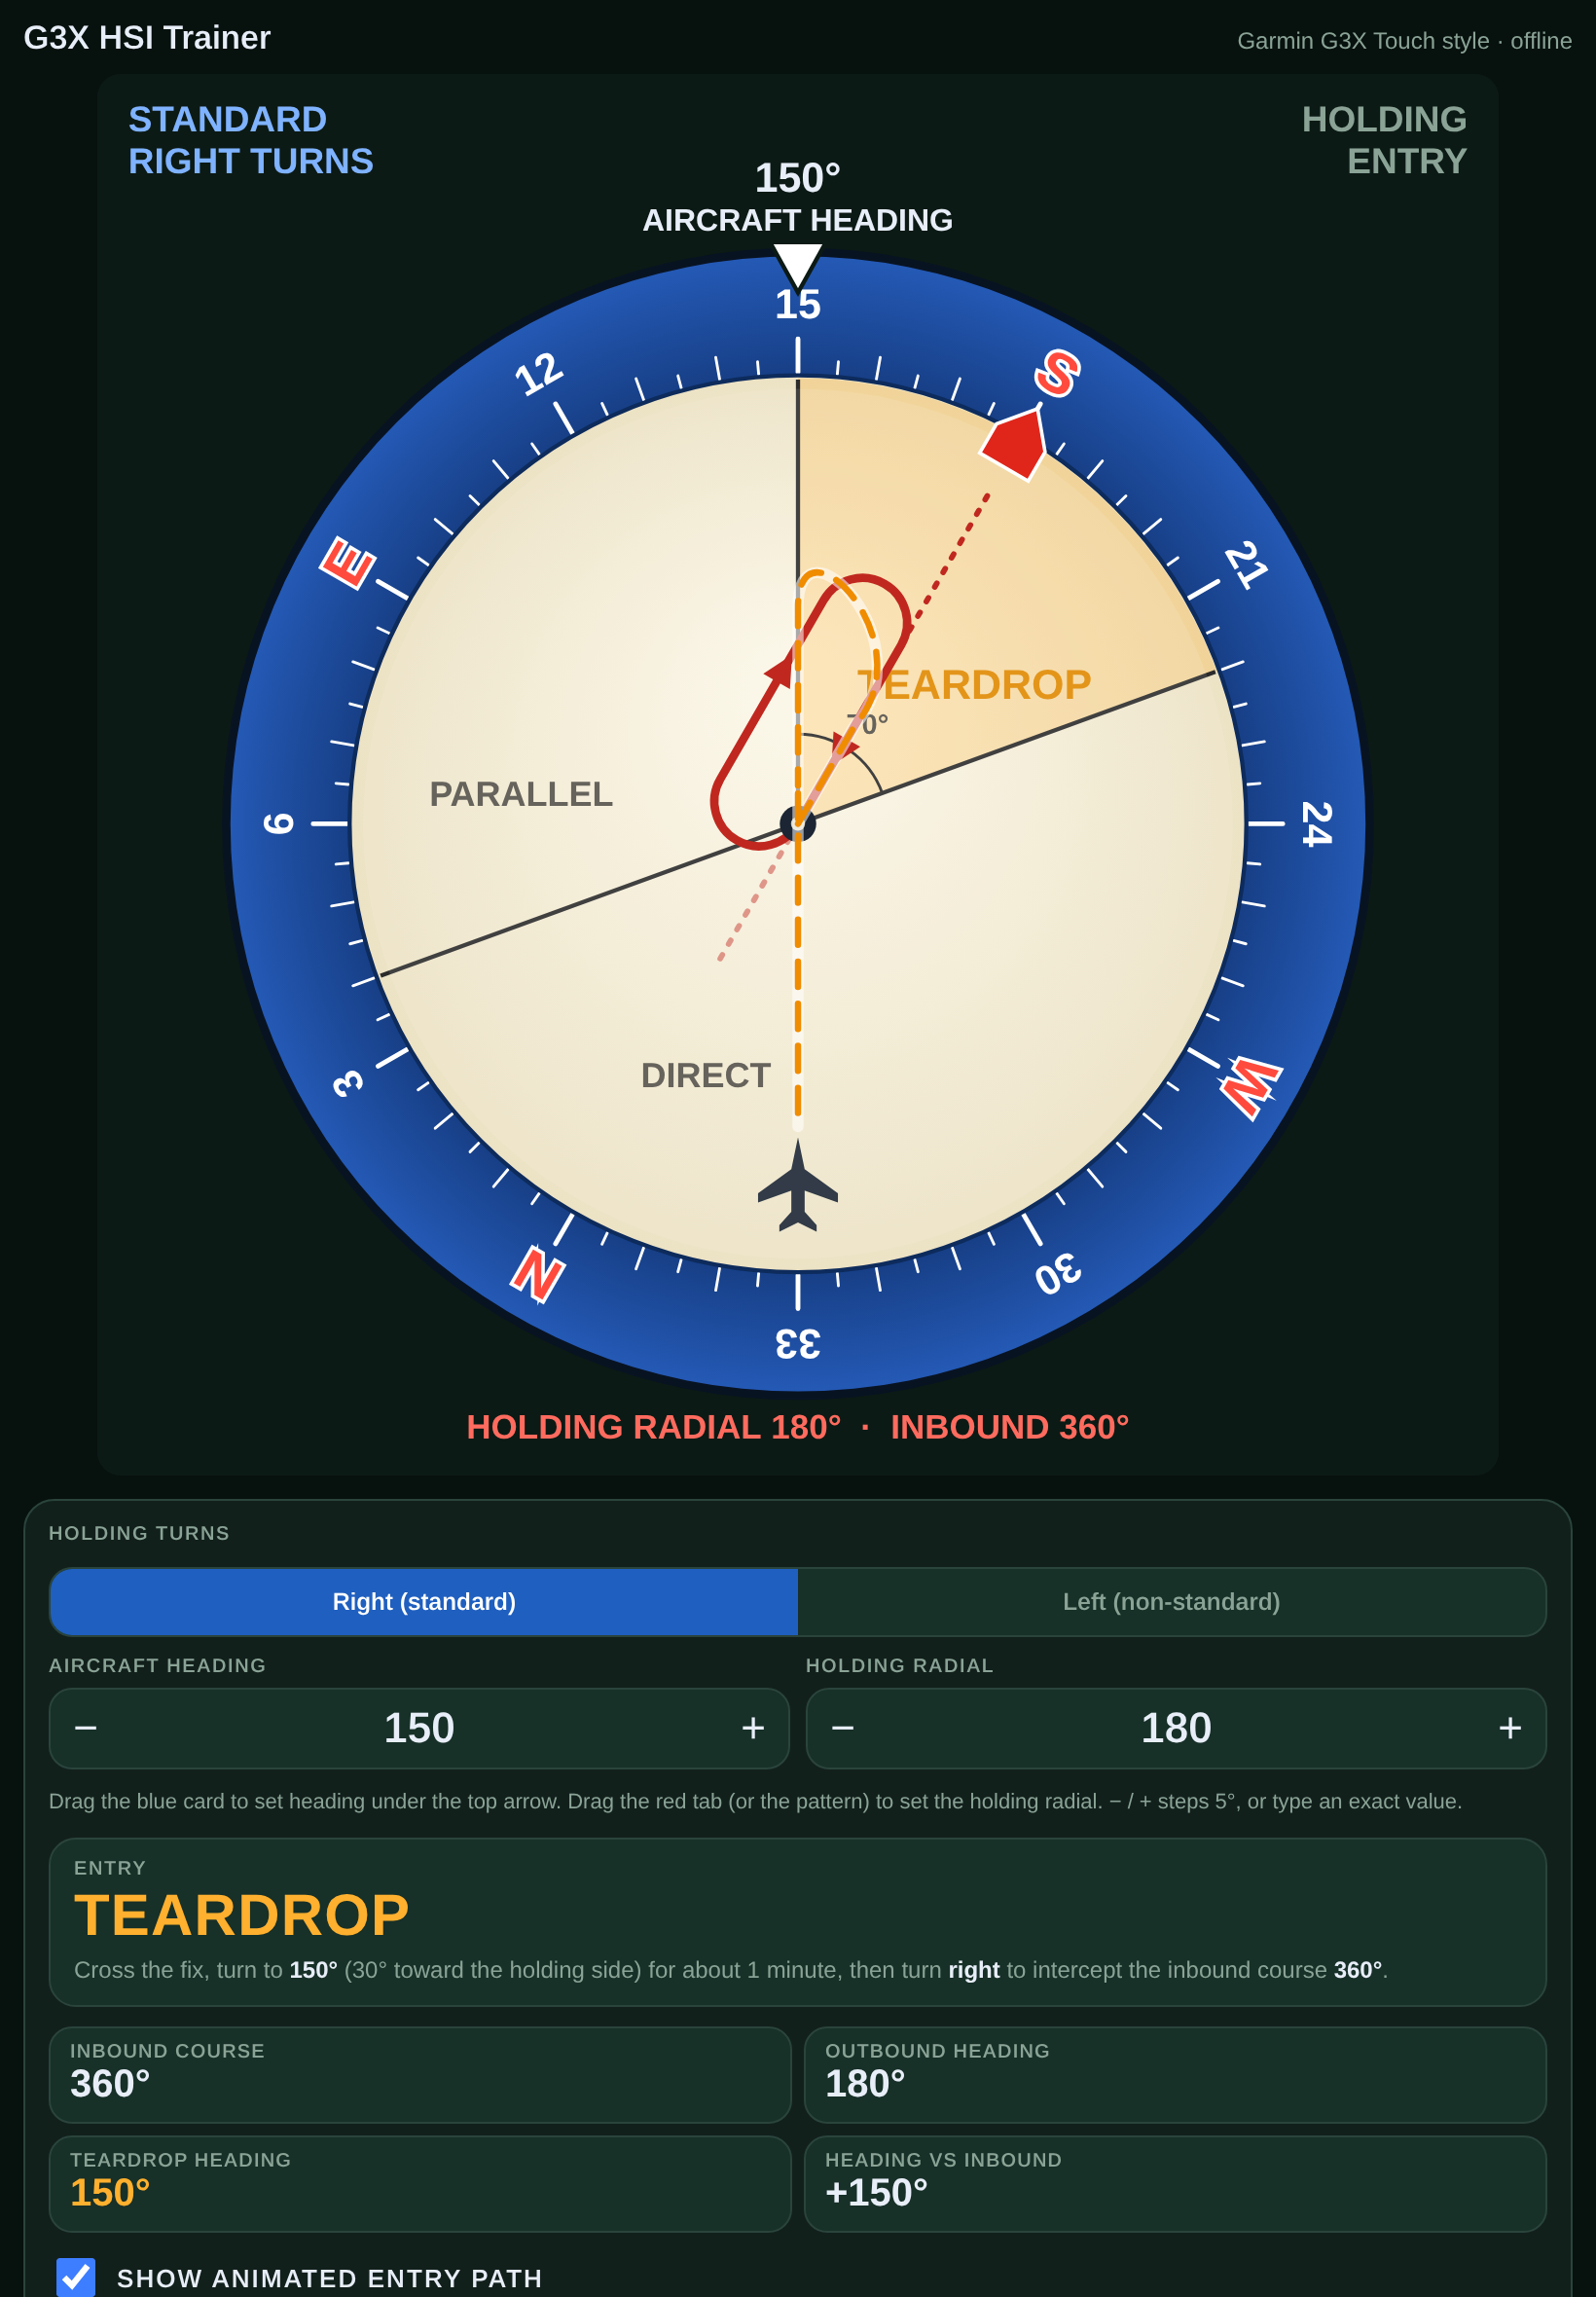 G3X HSI Trainer
Garmin G3X Touch style · offline
STANDARD
RIGHT TURNS
HOLDING
ENTRY
150°
AIRCRAFT HEADING
15
12
S
E
21
TEARDROP
70°
PARALLEL
6
24
DIRECT
3
W
N
30
33
HOLDING RADIAL 180° · INBOUND 360°
HOLDING TURNS
Right (standard)
Left (non-standard)
AIRCRAFT HEADING
HOLDING RADIAL
− 150 +
− 180 +
Drag the blue card to set heading under the top arrow. Drag the red tab (or the pattern) to set the holding radial. − / + steps 5°, or type an exact value.
ENTRY
TEARDROP
Cross the fix, turn to 150° (30° toward the holding side) for about 1 minute, then turn right to intercept the inbound course 360°.
INBOUND COURSE
360°
OUTBOUND HEADING
180°
TEARDROP HEADING
150°
HEADING VS INBOUND
+150°
SHOW ANIMATED ENTRY PATH